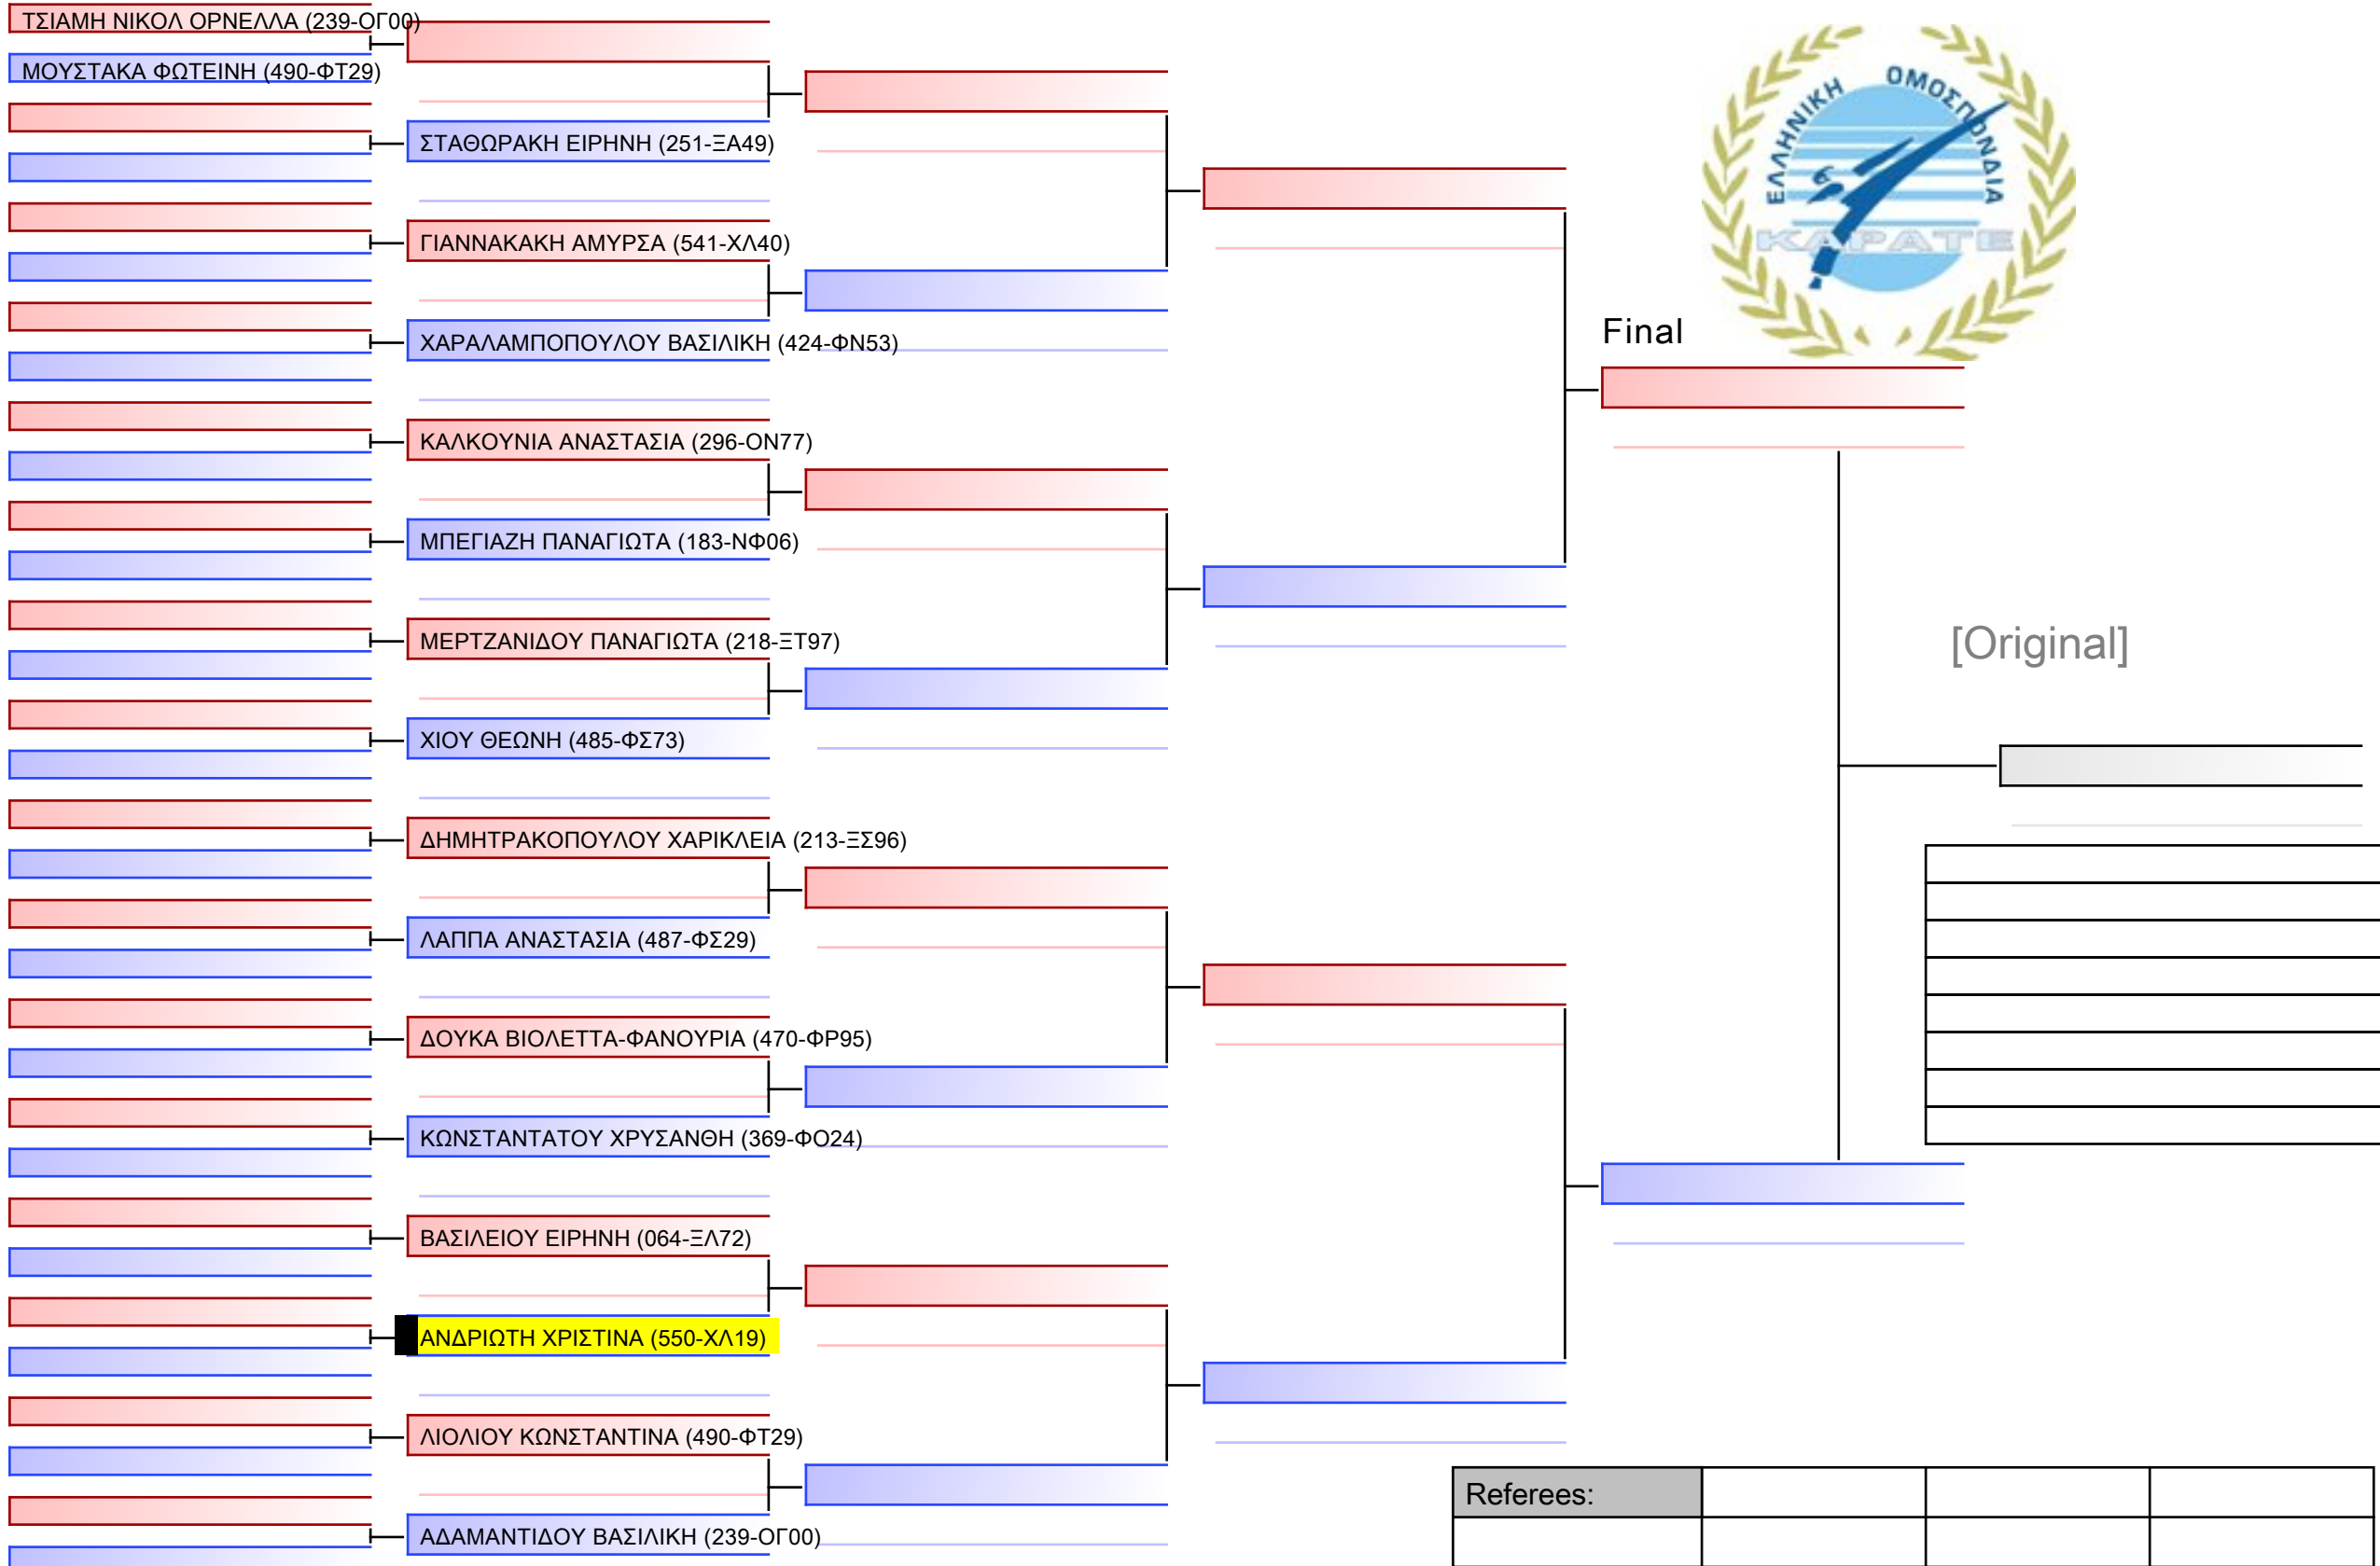 ΤΣΙΑΜΗ ΝΙΚΟΛ ΟΡΝΕΛΛΑ (239-ΟΓ00)
ΜΟΥΣΤΑΚΑ ΦΩΤΕΙΝΗ (490-ΦΤ29)
ΣΤΑΘΩΡΑΚΗ ΕΙΡΗΝΗ (251-ΞΑ49)
ΓΙΑΝΝΑΚΑΚΗ ΑΜΥΡΣΑ (541-ΧΛ40)
ΧΑΡΑΛΑΜΠΟΠΟΥΛΟΥ ΒΑΣΙΛΙΚΗ (424-ΦΝ53)
ΚΑΛΚΟΥΝΙΑ ΑΝΑΣΤΑΣΙΑ (296-ΟΝ77)
ΜΠΕΓΙΑΖΗ ΠΑΝΑΓΙΩΤΑ (183-ΝΦ06)
ΜΕΡΤΖΑΝΙΔΟΥ ΠΑΝΑΓΙΩΤΑ (218-ΞΤ97)
ΧΙΟΥ ΘΕΩΝΗ (485-ΦΣ73)
ΔΗΜΗΤΡΑΚΟΠΟΥΛΟΥ ΧΑΡΙΚΛΕΙΑ (213-ΞΣ96)
ΛΑΠΠΑ ΑΝΑΣΤΑΣΙΑ (487-ΦΣ29)
ΔΟΥΚΑ ΒΙΟΛΕΤΤΑ-ΦΑΝΟΥΡΙΑ (470-ΦΡ95)
ΚΩΝΣΤΑΝΤΑΤΟΥ ΧΡΥΣΑΝΘΗ (369-ΦΟ24)
ΒΑΣΙΛΕΙΟΥ ΕΙΡΗΝΗ (064-ΞΛ72)
ΑΝΔΡΙΩΤΗ ΧΡΙΣΤΙΝΑ (550-ΧΛ19)
ΛΙΟΛΙΟΥ ΚΩΝΣΤΑΝΤΙΝΑ (490-ΦΤ29)
ΑΔΑΜΑΝΤΙΔΟΥ ΒΑΣΙΛΙΚΗ (239-ΟΓ00)
ΕΛΛΗΝΙΚΗ ΟΜΟΣΠΟΝΔΙΑ
ΚΑΡΑΤΕ
Final
[Original]
Referees: